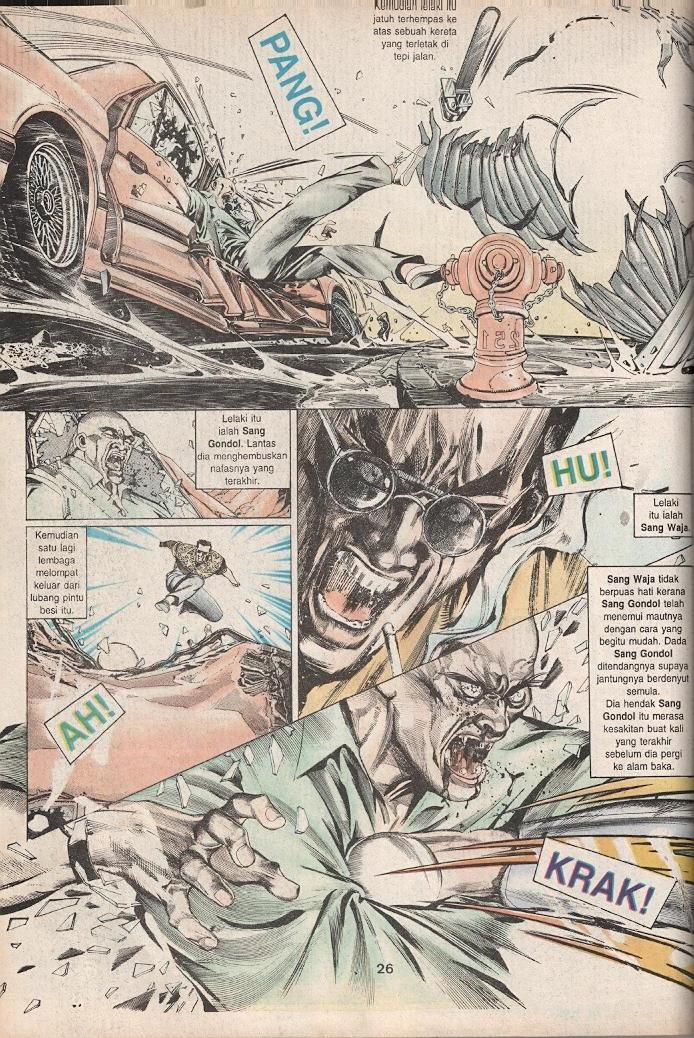 Kemudian lelaki itu
jatuh terhempas ke
atas sebuah kereta
yang terletak di
tepi jalan.
PANG!
251
Lelaki itu
ialah Sang
Gondol. Lantas
dia menghembuskan
nafasnya yang
terakhir.
HU!
Lelaki
itu ialah
Sang Waja.
Kemudian
satu lagi
lembaga
melompat
keluar dari
lubang pintu
besi itu.
AH!
Sang Waja tidak
berpuas hati kerana
Sang Gondol telah
menemui mautnya
dengan cara yang
begitu mudah. Dada
Sang Gondol
ditendangnya supaya
jantungnya berdenyut
semula.
Dia hendak Sang
Gondol itu merasa
kesakitan buat kali
yang terakhir
sebelum dia pergi
ke alam baka.
KRAK!
26